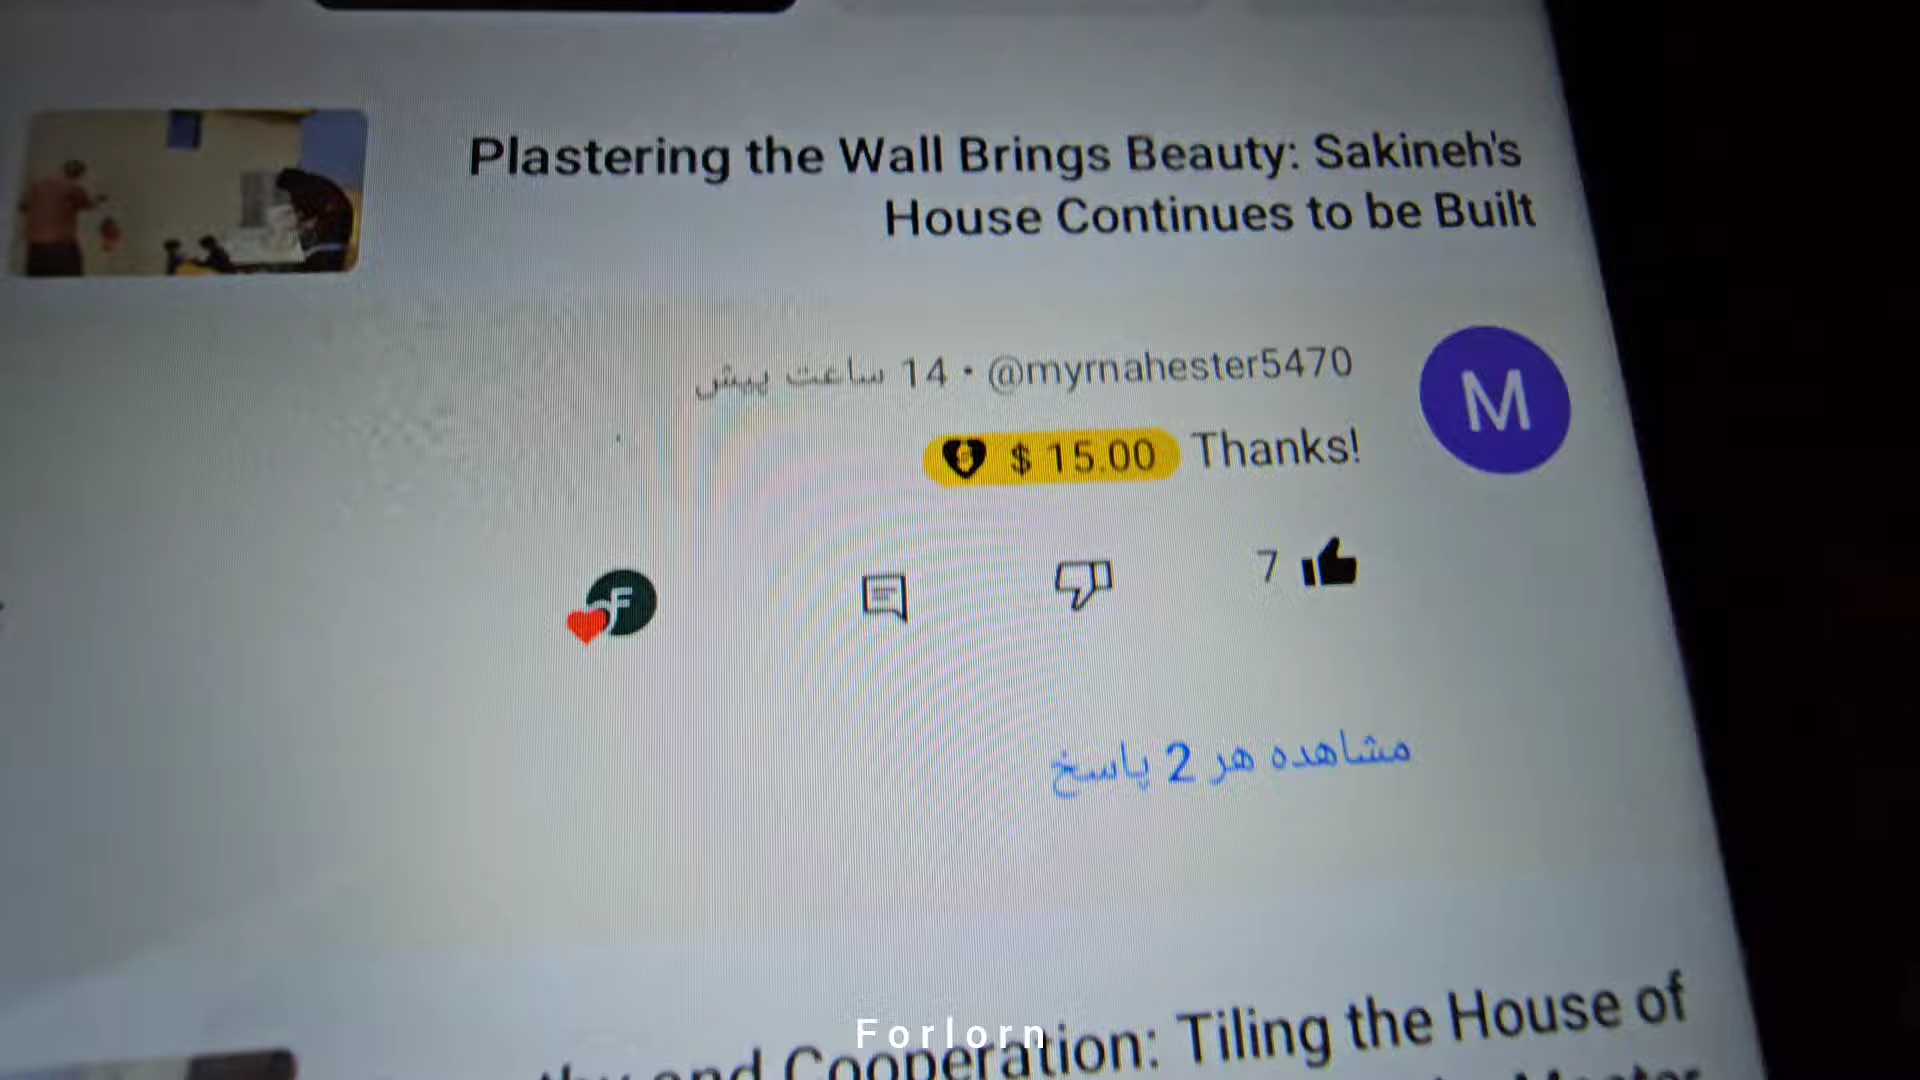 Plastering the Wall Brings Beauty: Sakineh's
House Continues to be Built
@myrnahester5470 • 14 ساعت پیش
M
Thanks! $ 15.00
7
F
مشاهده هر 2 پاسخ
and Cooperation: Tiling the House of
Forlorn